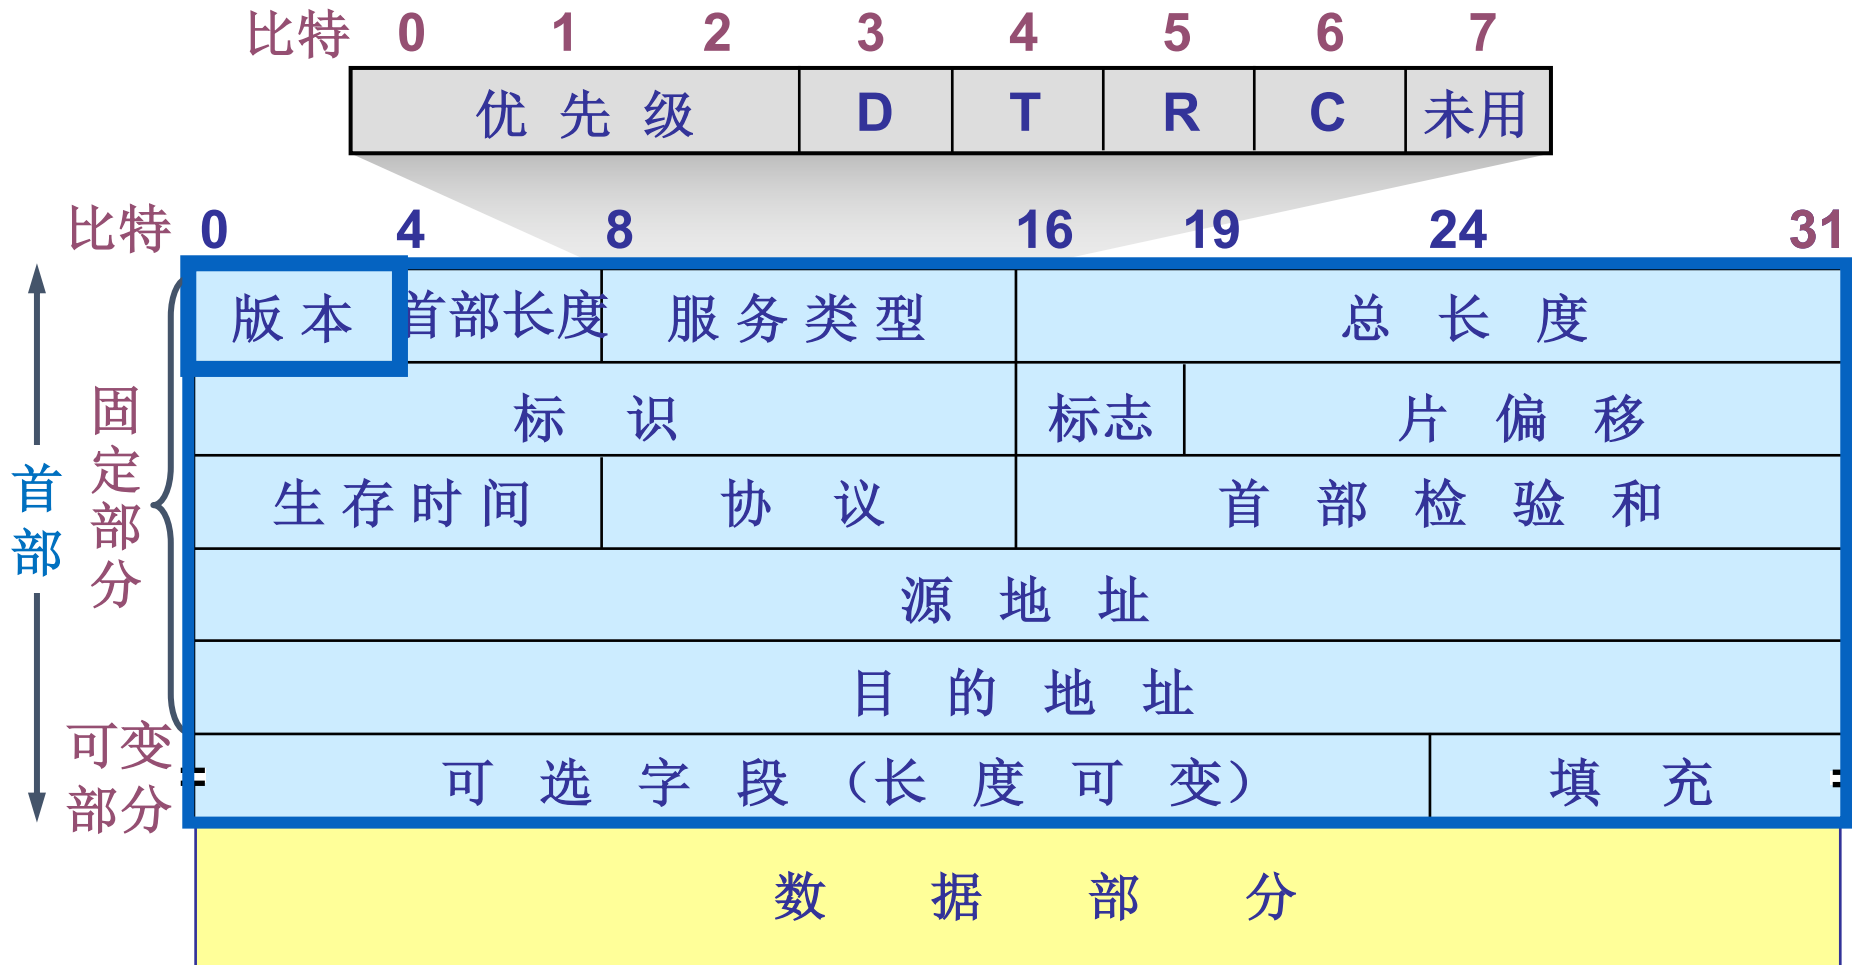 比特 0 1 2 3 4 5 6 7
优先级 D T R C 未用
比特 0 4 8 16 19 24 31
版本 首部长度 服务类型 总长度
标识 标志 片偏移
生存时间 协议 首部检验和
源地址
目的地址
可选字段（长度可变） 填充
数据部分
首部
固定部分
可变
部分